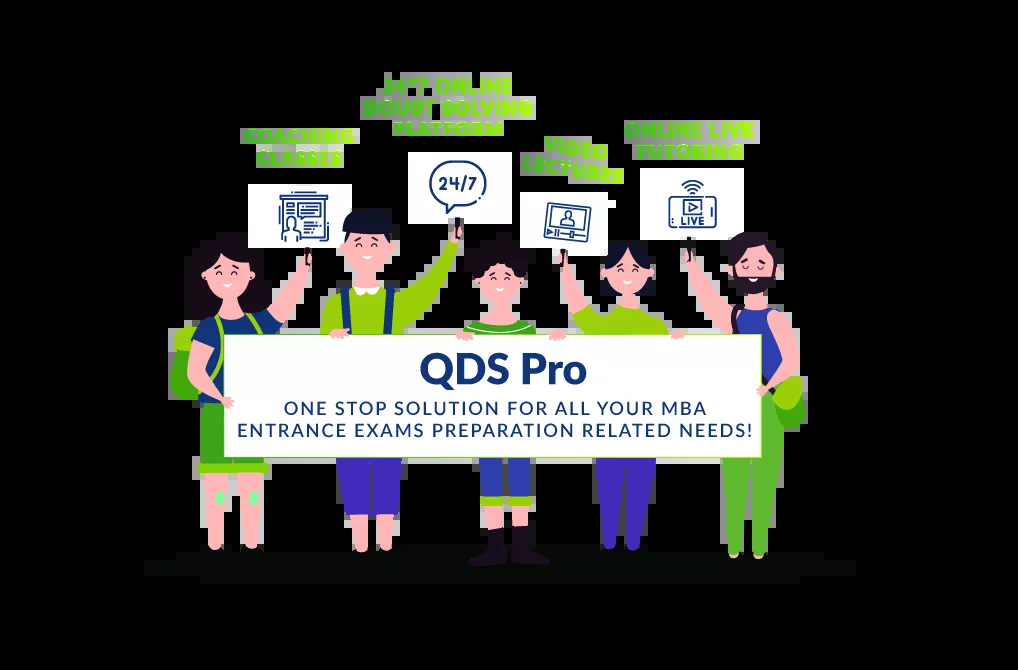 24*7 ONLINE
DOUBT SOLVING
PLATFORM
COACHING
CLASSES
VIDEO
LECTURES
ONLINE LIVE
TUTORING
24/7
LIVE
QDS Pro
ONE STOP SOLUTION FOR ALL YOUR MBA
ENTRANCE EXAMS PREPARATION RELATED NEEDS!